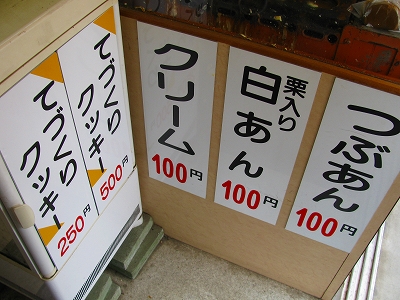 てづくり
クッキー
250円
てづくり
クッキー
500円
クリーム
100円
栗入り
白あん
100円
つぶあん
100円